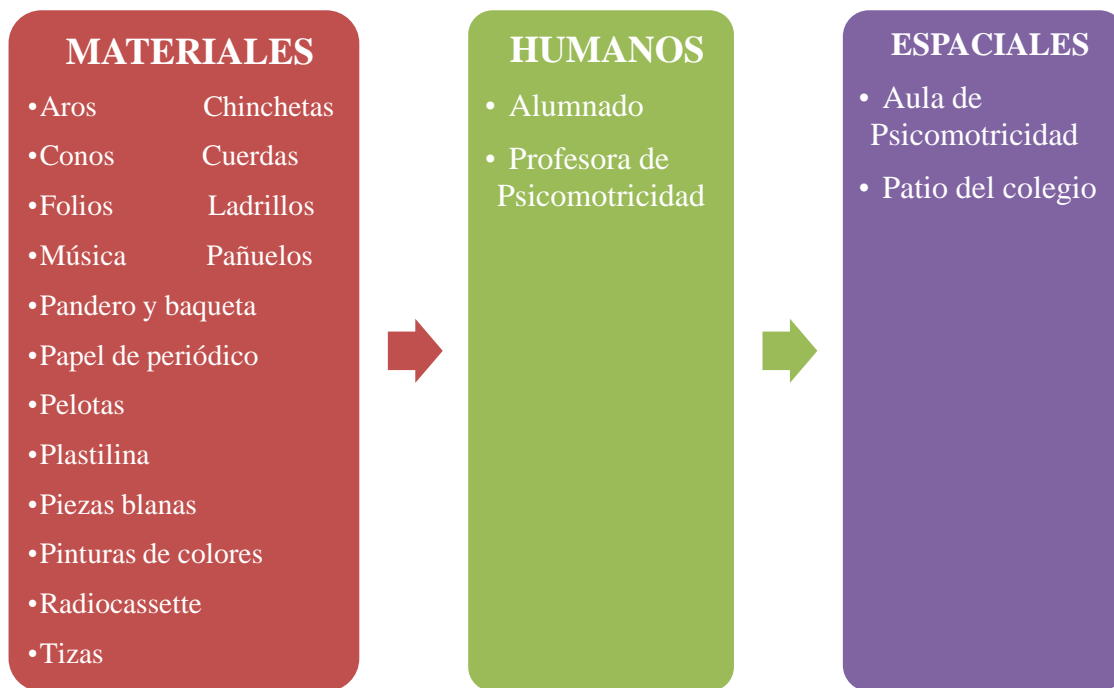 MATERIALES
•Aros Chinchetas
•Conos Cuerdas
•Folios Ladrillos
•Música Pañuelos
•Pandero y baqueta
•Papel de periódico
•Pelotas
•Plastilina
•Piezas blanas
•Pinturas de colores
•Radiocassette
•Tizas
HUMANOS
• Alumnado
• Profesora de
Psicomotricidad
ESPACIALES
• Aula de
Psicomotricidad
• Patio del colegio